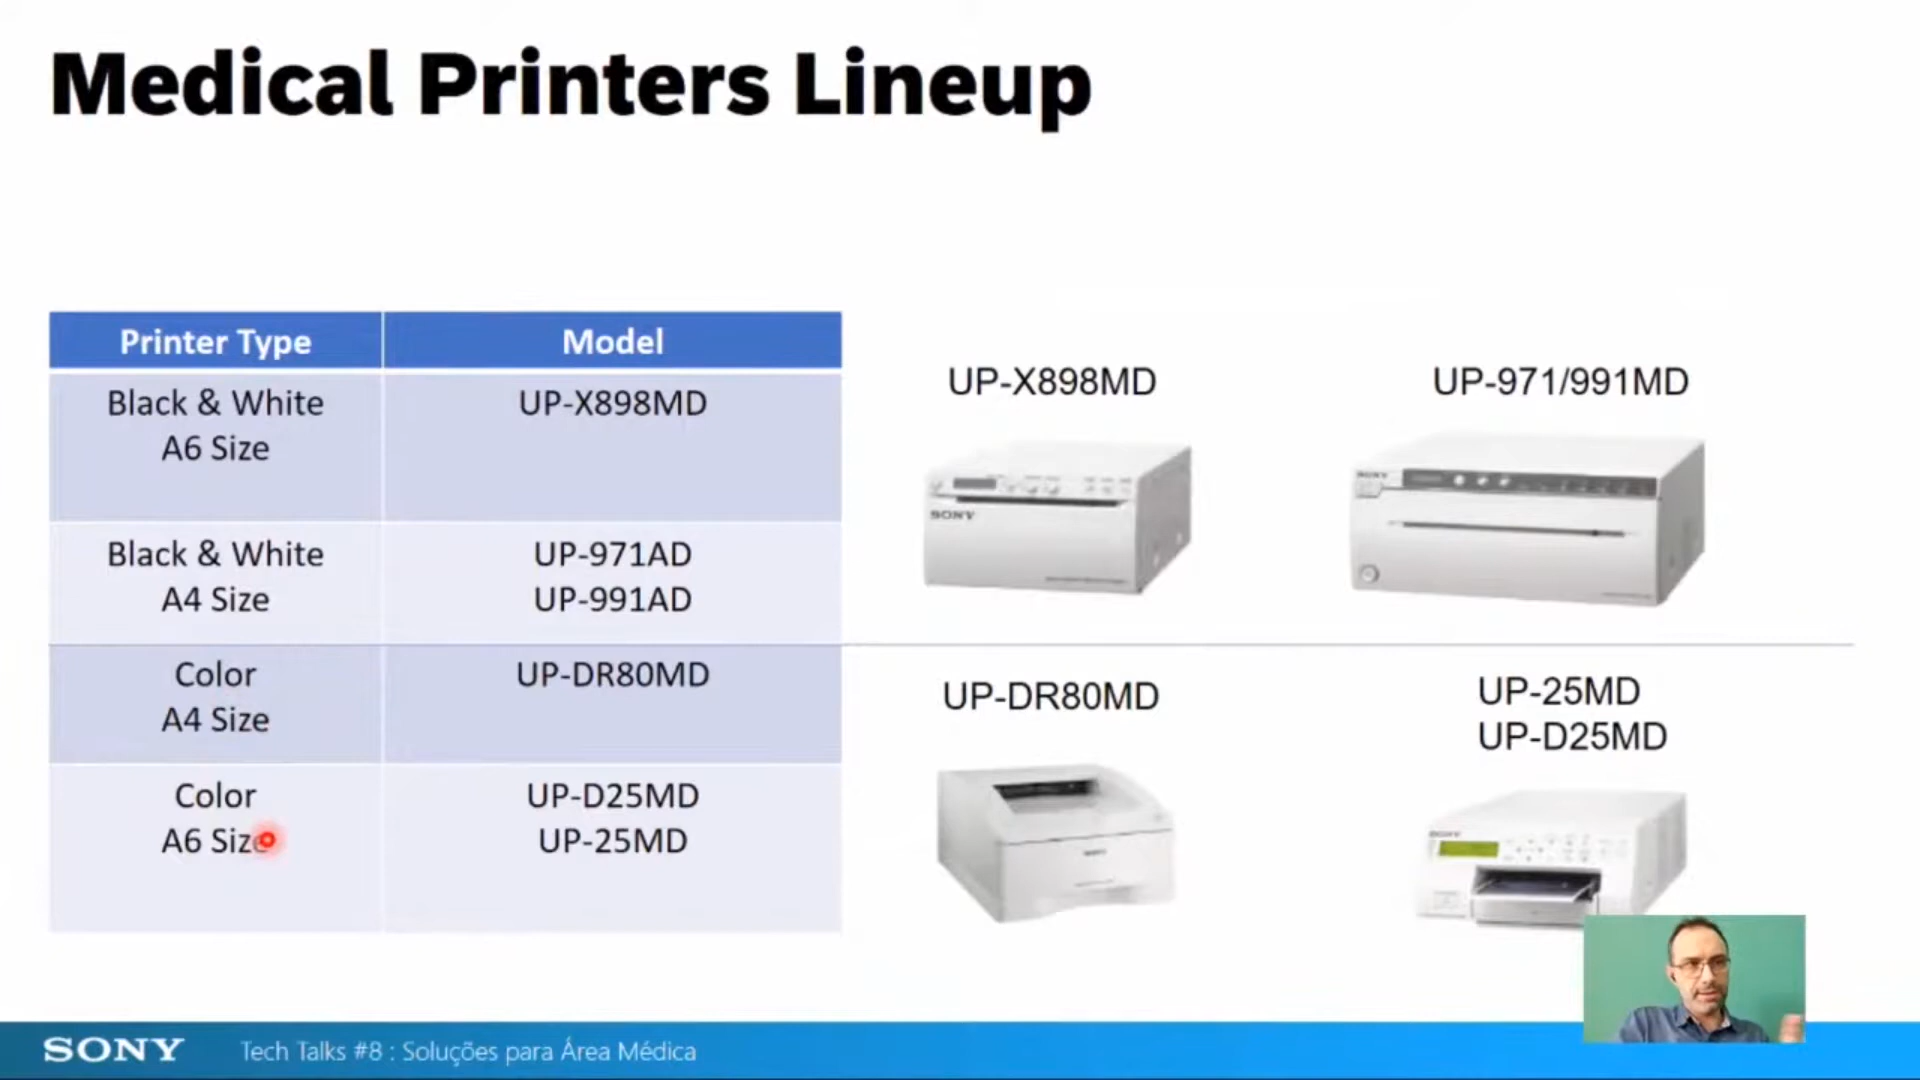 Medical Printers Lineup
Printer Type
Model
Black & White
A6 Size
UP-X898MD
Black & White
A4 Size
UP-971AD
UP-991AD
Color
A4 Size
UP-DR80MD
Color
A6 Size
UP-D25MD
UP-25MD
UP-X898MD
SONY
UP-971/991MD
SONY
UP-DR80MD
UP-25MD
UP-D25MD
SONY
SONY
Tech Talks #8 : Soluções para Área Médica